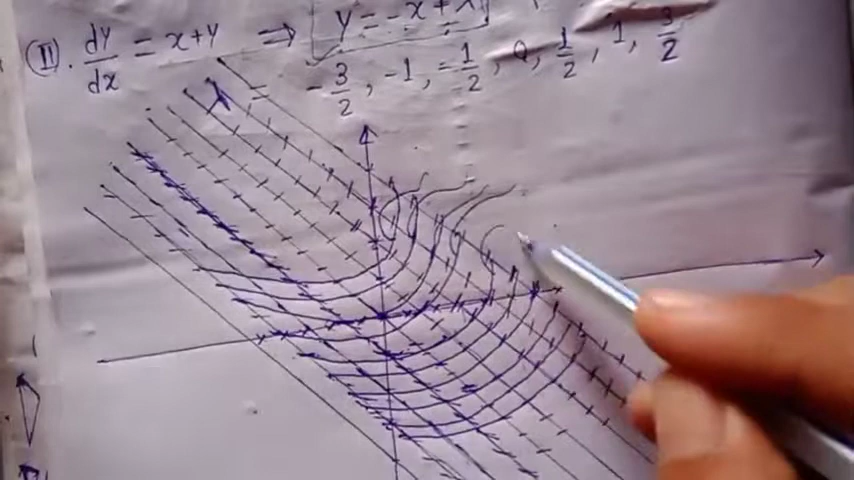 (II). dy/dx = x+y ⇒ y = -x + λ
λ = -3/2, -1, -1/2, 0, 1/2, 1, 3/2